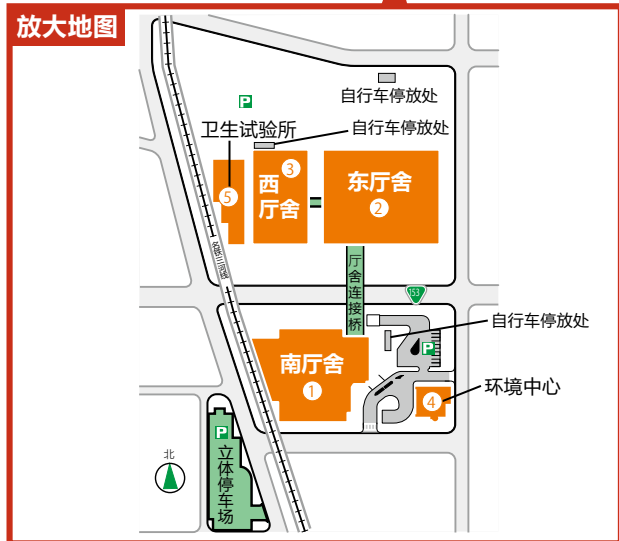 放大地图
自行车停放处
P
卫生试验所
自行车停放处
3
西
厅舍
东厅舍
2
5
厅舍连接桥
153
自行车停放处
P
南厅舍
1
环境中心
4
P
立体停车场
北